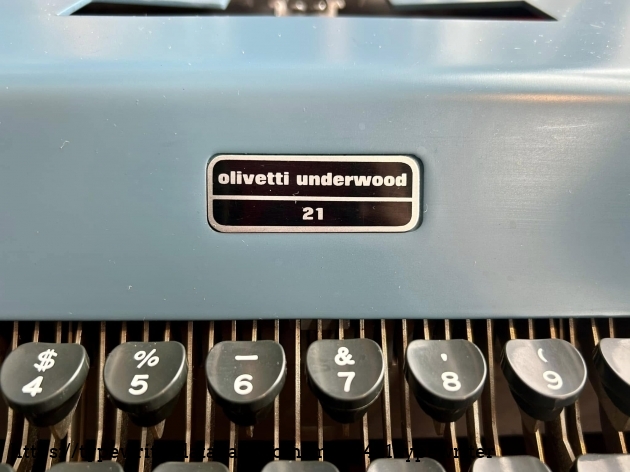 olivetti underwood
21
$ % _ & ' (
4 5 6 7 8 9